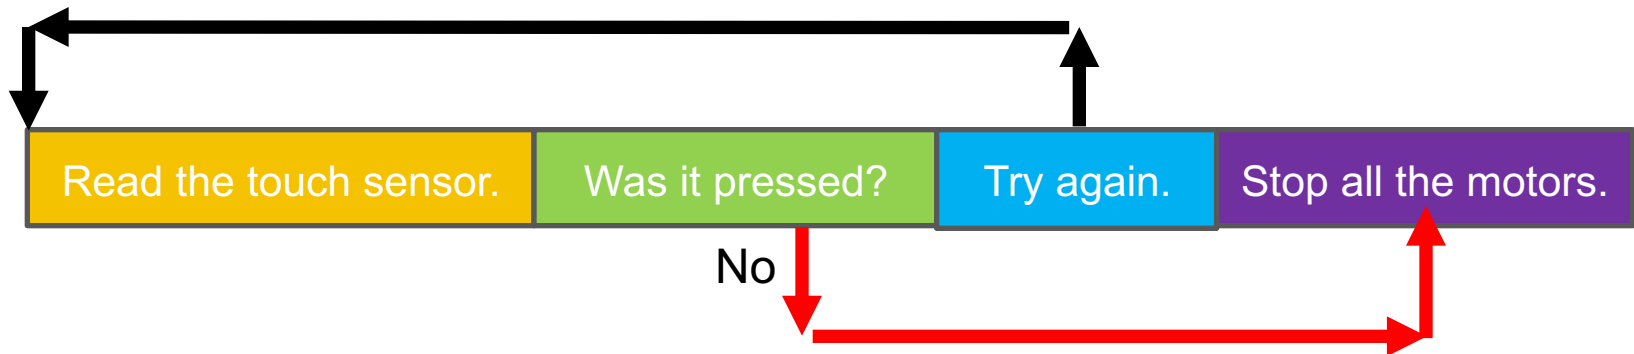 Read the touch sensor.
Was it pressed?
Try again.
Stop all the motors.
No